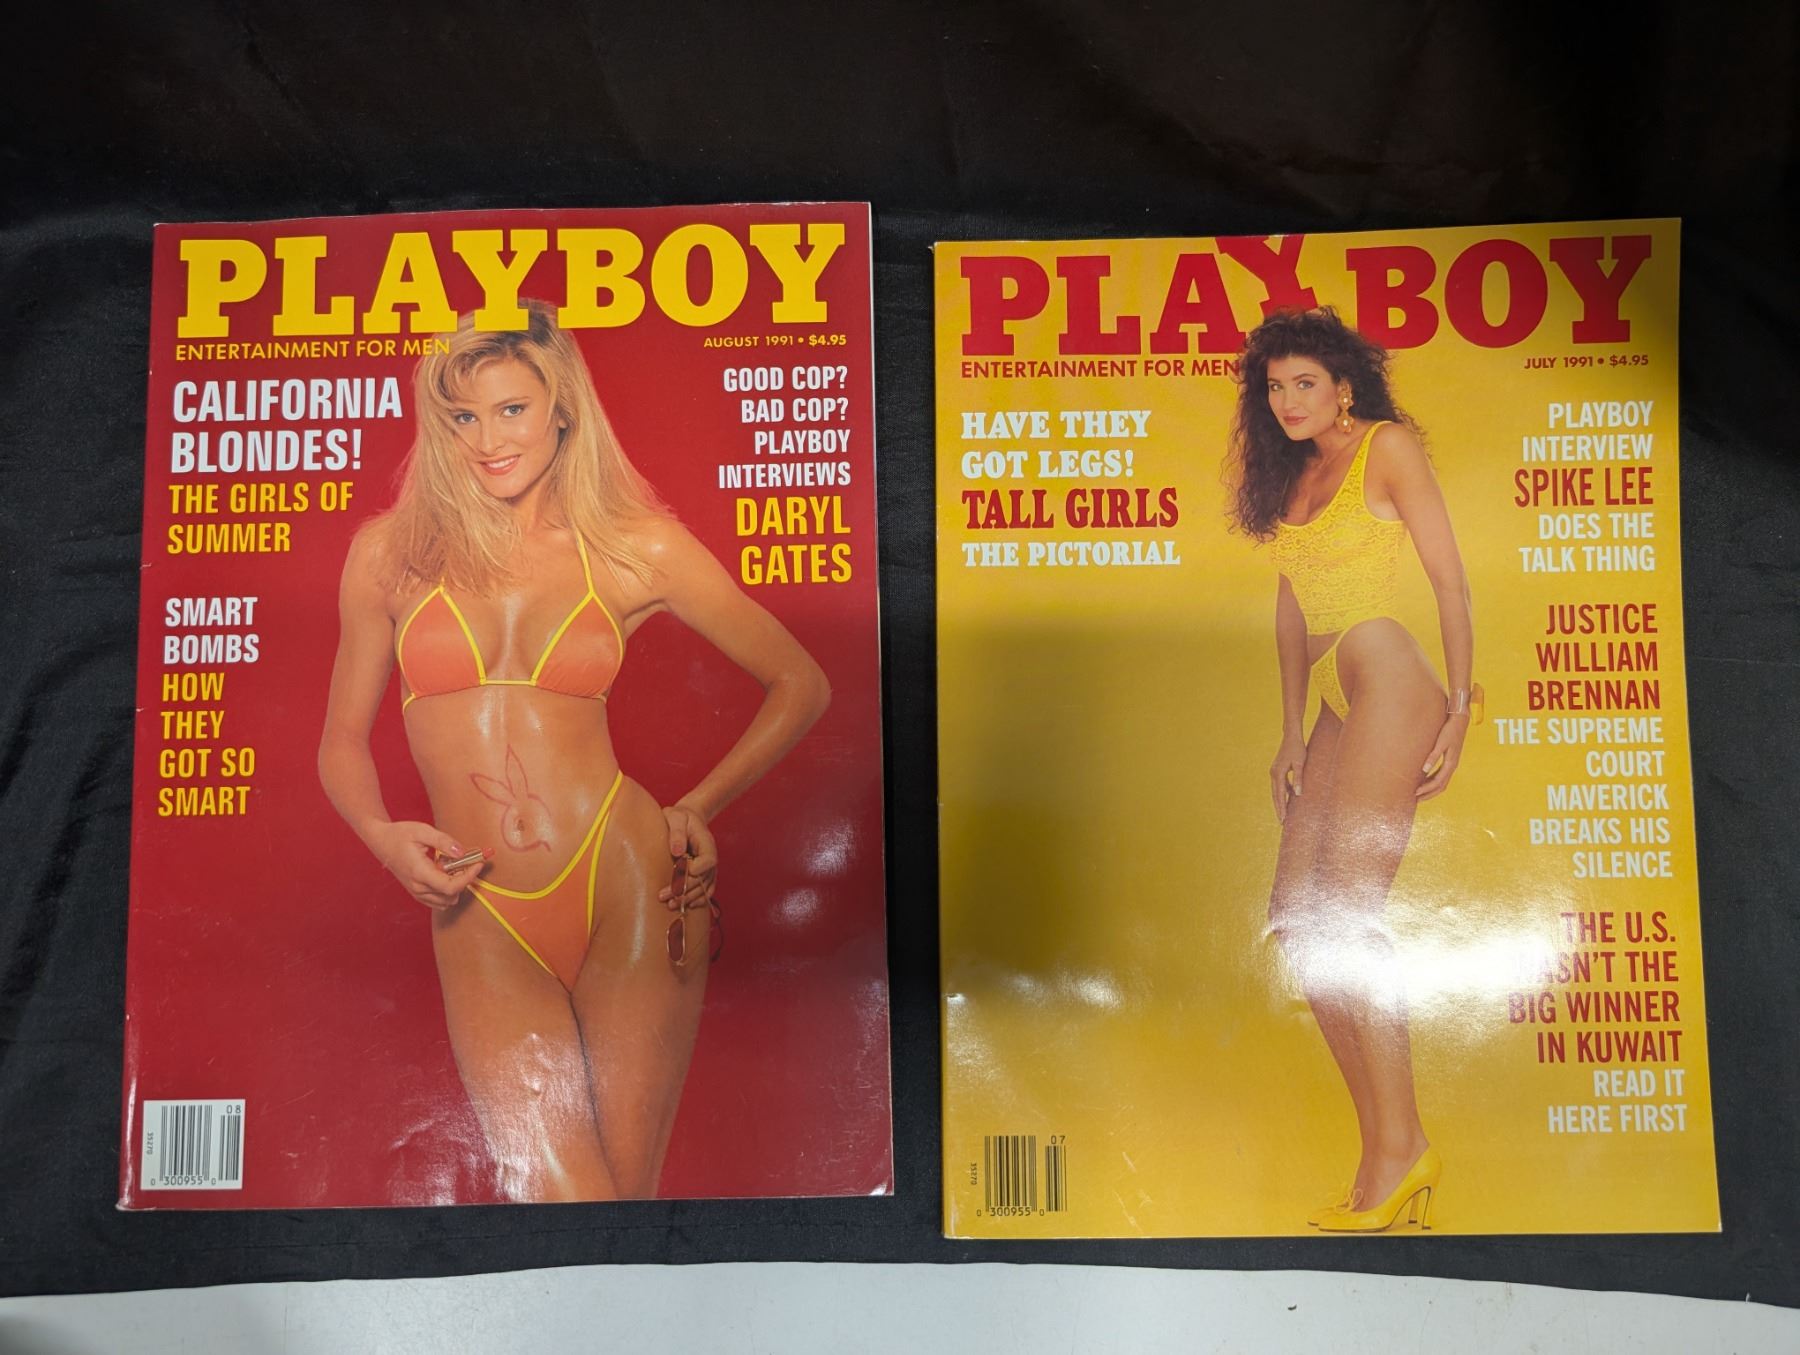 PLAYBOY
ENTERTAINMENT FOR MEN
AUGUST 1991 • $4.95
CALIFORNIA
BLONDES!
THE GIRLS OF
SUMMER
SMART
BOMBS
HOW
THEY
GOT SO
SMART
GOOD COP?
BAD COP?
PLAYBOY
INTERVIEWS
DARYL
GATES
08
35270
0 300955 0
PLAYBOY
ENTERTAINMENT FOR MEN
JULY 1991 • $4.95
HAVE THEY
GOT LEGS!
TALL GIRLS
THE PICTORIAL
PLAYBOY
INTERVIEW
SPIKE LEE
DOES THE
TALK THING
JUSTICE
WILLIAM
BRENNAN
THE SUPREME
COURT
MAVERICK
BREAKS HIS
SILENCE
THE U.S.
WASN'T THE
BIG WINNER
IN KUWAIT
READ IT
HERE FIRST
07
35270
0 300955 0